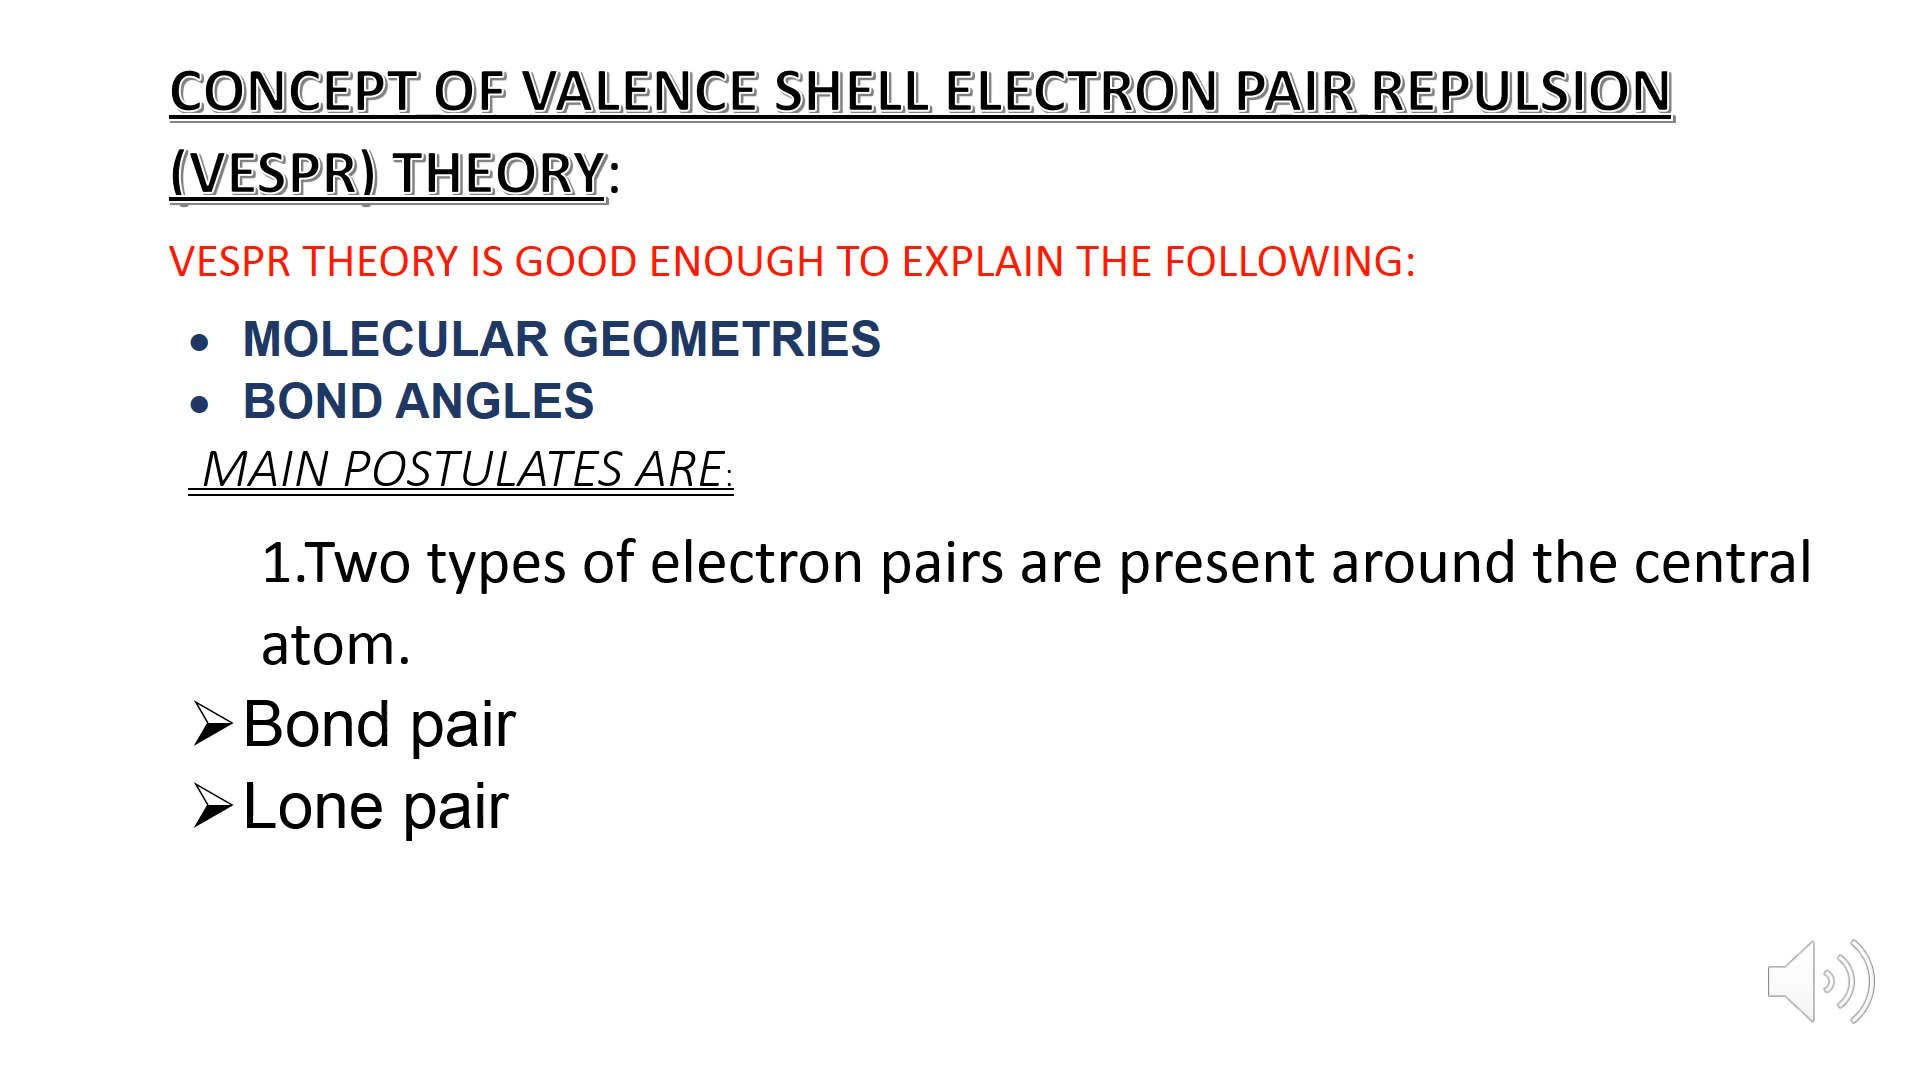 CONCEPT OF VALENCE SHELL ELECTRON PAIR REPULSION
(VESPR) THEORY:
VESPR THEORY IS GOOD ENOUGH TO EXPLAIN THE FOLLOWING:
• MOLECULAR GEOMETRIES
• BOND ANGLES
MAIN POSTULATES ARE:
1.Two types of electron pairs are present around the central
atom.
➢Bond pair
➢Lone pair